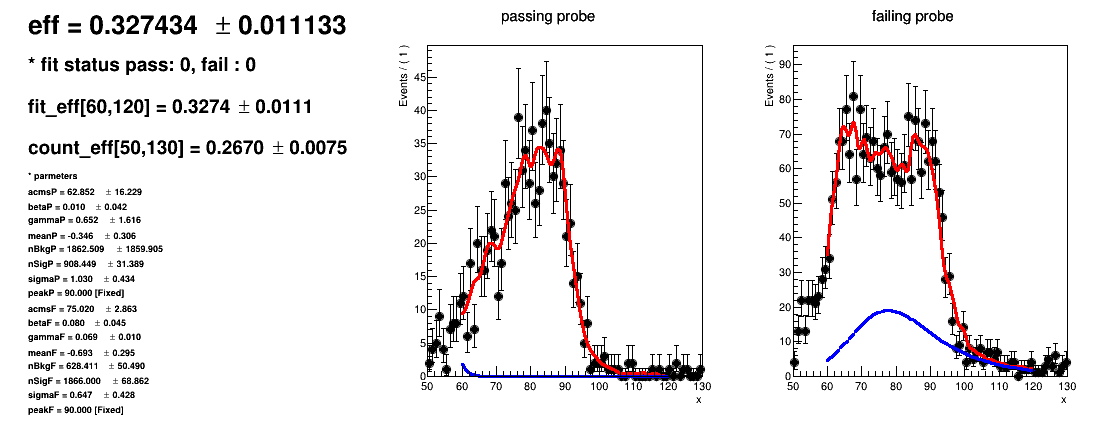 eff = 0.327434 ± 0.011133
* fit status pass: 0, fail : 0
fit_eff[60,120] = 0.3274 ± 0.0111
count_eff[50,130] = 0.2670 ± 0.0075
* parmeters
acmsP = 62.852 ± 16.229
betaP = 0.010 ± 0.042
gammaP = 0.652 ± 1.616
meanP = -0.346 ± 0.306
nBkgP = 1862.509 ± 1859.905
nSigP = 908.449 ± 31.389
sigmaP = 1.030 ± 0.434
peakP = 90.000 [Fixed]
acmsF = 75.020 ± 2.863
betaF = 0.080 ± 0.045
gammaF = 0.069 ± 0.010
meanF = -0.693 ± 0.295
nBkgF = 628.411 ± 50.490
nSigF = 1866.000 ± 68.862
sigmaF = 0.647 ± 0.428
peakF = 90.000 [Fixed]
passing probe
Events / ( 1 )
45
40
35
30
25
20
15
10
5
0
50 60 70 80 90 100 110 120 130
x
failing probe
Events / ( 1 )
90
80
70
60
50
40
30
20
10
0
50 60 70 80 90 100 110 120 130
x